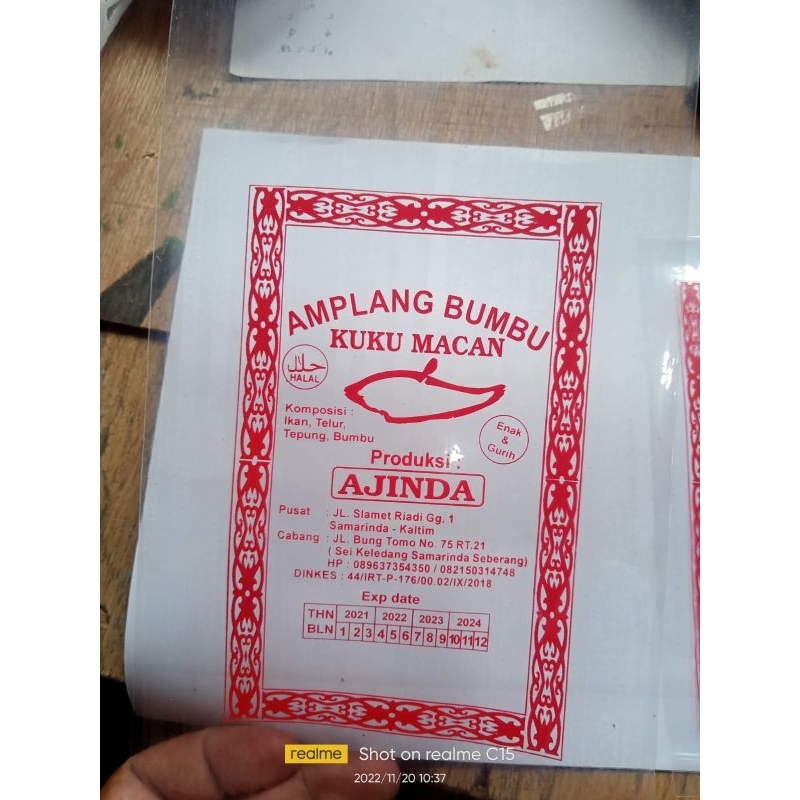 AMPLANG BUMBU
KUKU MACAN
حلال
HALAL
Komposisi :
Ikan, Telur,
Tepung, Bumbu
Enak
&
Gurih
Produksi :
AJINDA
Pusat : JL. Slamet Riadi Gg. 1
Samarinda - Kaltim
Cabang : JL. Bung Tomo No. 75 RT.21
( Sei Keledang Samarinda Seberang)
HP : 089637354350 / 082150314748
DINKES : 44/IRT-P-176/00.02/IX/2018
Exp date
THN 2021 2022 2023 2024
BLN 1 2 3 4 5 6 7 8 9 10 11 12
realme Shot on realme C15
2022/11/20 10:37